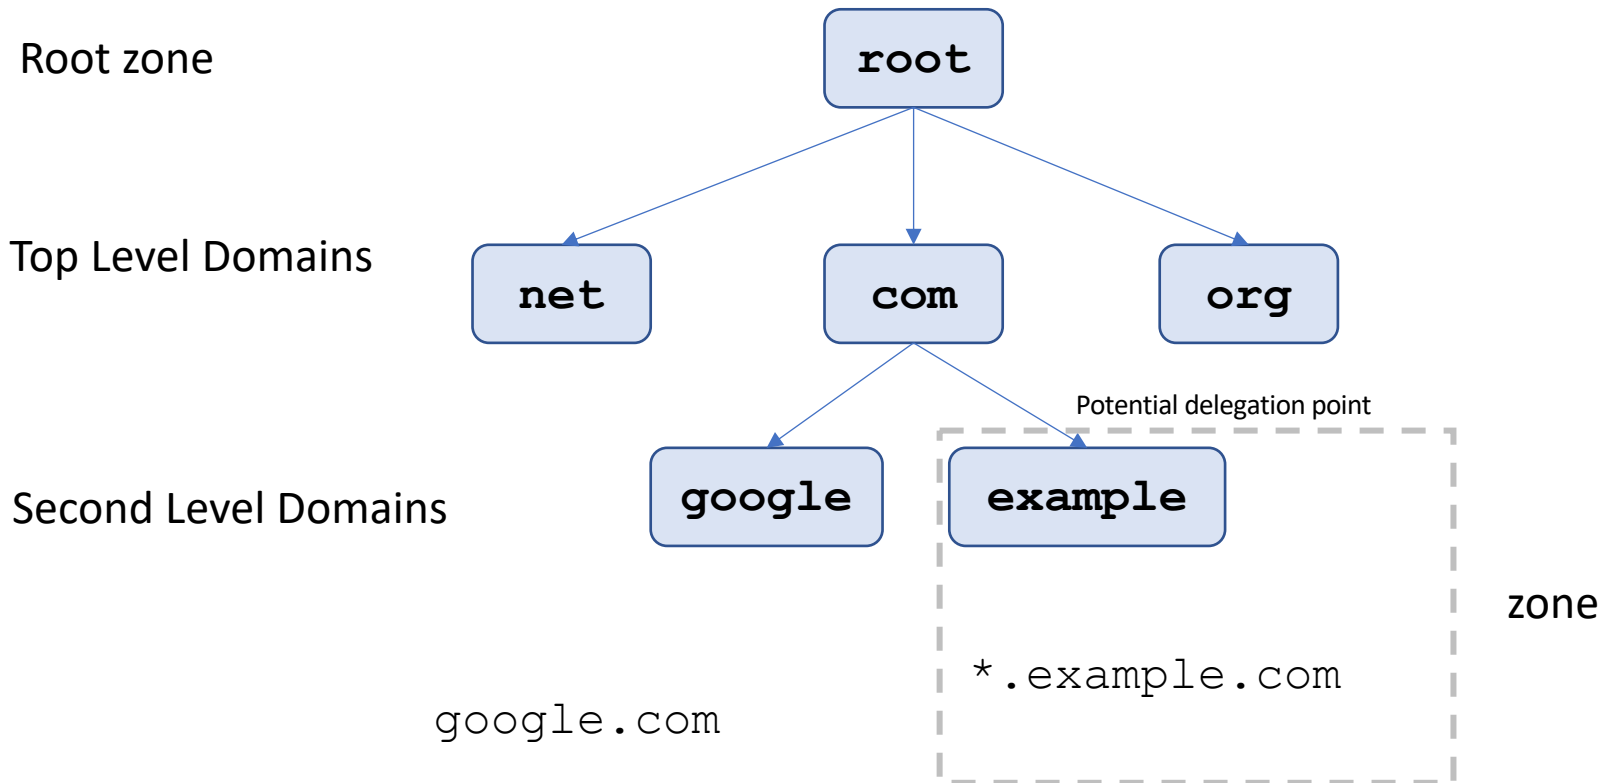 Root zone
root
Top Level Domains
net
com
org
Potential delegation point
Second Level Domains
google
example
zone
*.example.com
google.com